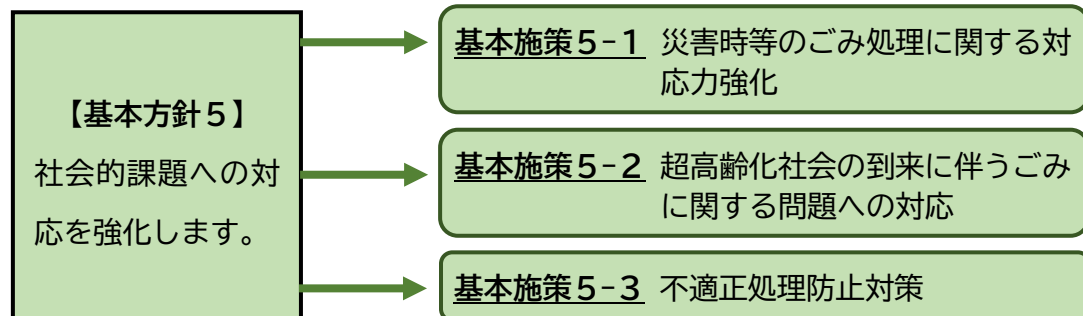 【基本方針５】
社会的課題への対
応を強化します。
基本施策５-１ 災害時等のごみ処理に関する対
応力強化
基本施策５-２ 超高齢化社会の到来に伴うごみ
に関する問題への対応
基本施策５-３ 不適正処理防止対策